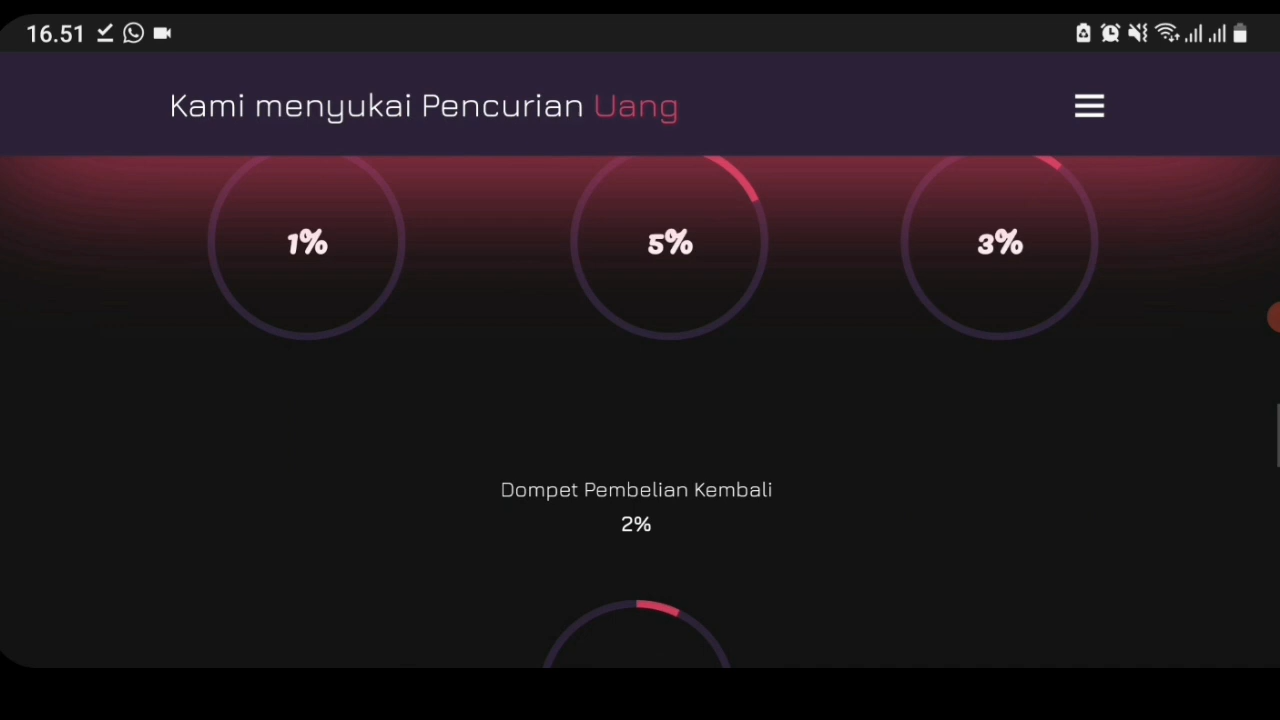 16.51
Kami menyukai Pencurian Uang
1%
5%
3%
Dompet Pembelian Kembali
2%